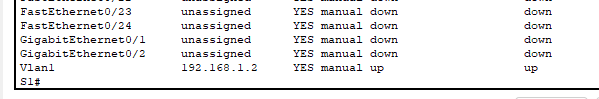 FastEthernet0/23 unassigned YES manual down down
FastEthernet0/24 unassigned YES manual down down
GigabitEthernet0/1 unassigned YES manual down down
GigabitEthernet0/2 unassigned YES manual down down
Vlan1 192.168.1.2 YES manual up up
S1#